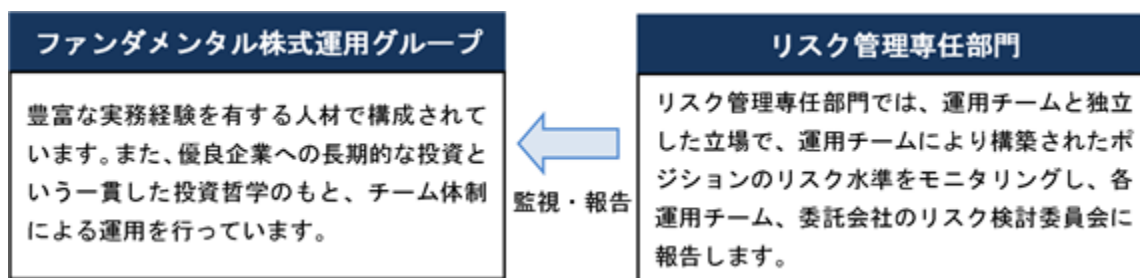 ファンダメンタル株式運用グループ
豊富な実務経験を有する人材で構成されて
います。また、優良企業への長期的な投資と
いう一貫した投資哲学のもと、チーム体制
による運用を行っています。
監視・報告
リスク管理専任部門
リスク管理専任部門では、運用チームと独立
した立場で、運用チームにより構築されたポ
ジションのリスク水準をモニタリングし、各
運用チーム、委託会社のリスク検討委員会に
報告します。